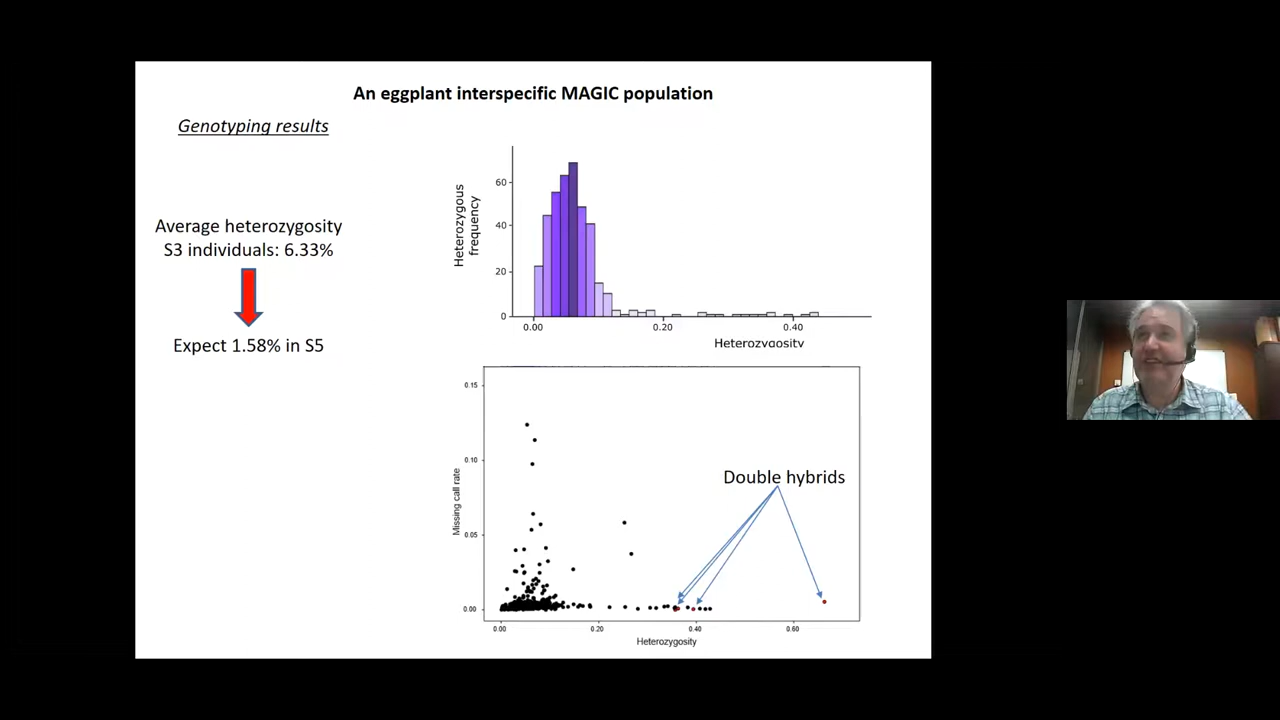 An eggplant interspecific MAGIC population
Genotyping results
Average heterozygosity
S3 individuals: 6.33%
Expect 1.58% in S5
Heterozygous
frequency
60
40
20
0
0.00 0.20 0.40
Heterozygosity
0.15
0.10
0.05
0.00
Missing call rate
Double hybrids
0.00 0.20 0.40 0.60
Heterozygosity